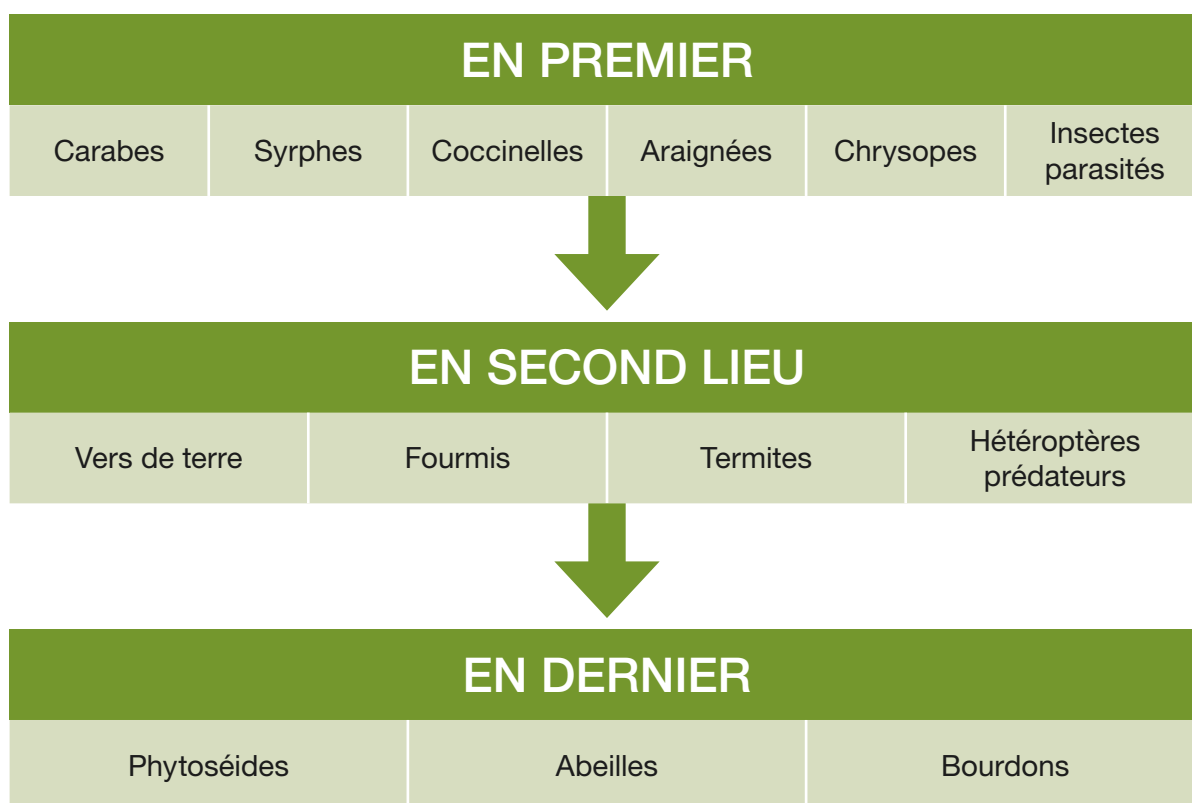 EN PREMIER
Carabes
Syrphes
Coccinelles
Araignées
Chrysopes
Insectes
parasités
EN SECOND LIEU
Vers de terre
Fourmis
Termites
Hétéroptères
prédateurs
EN DERNIER
Phytoséides
Abeilles
Bourdons